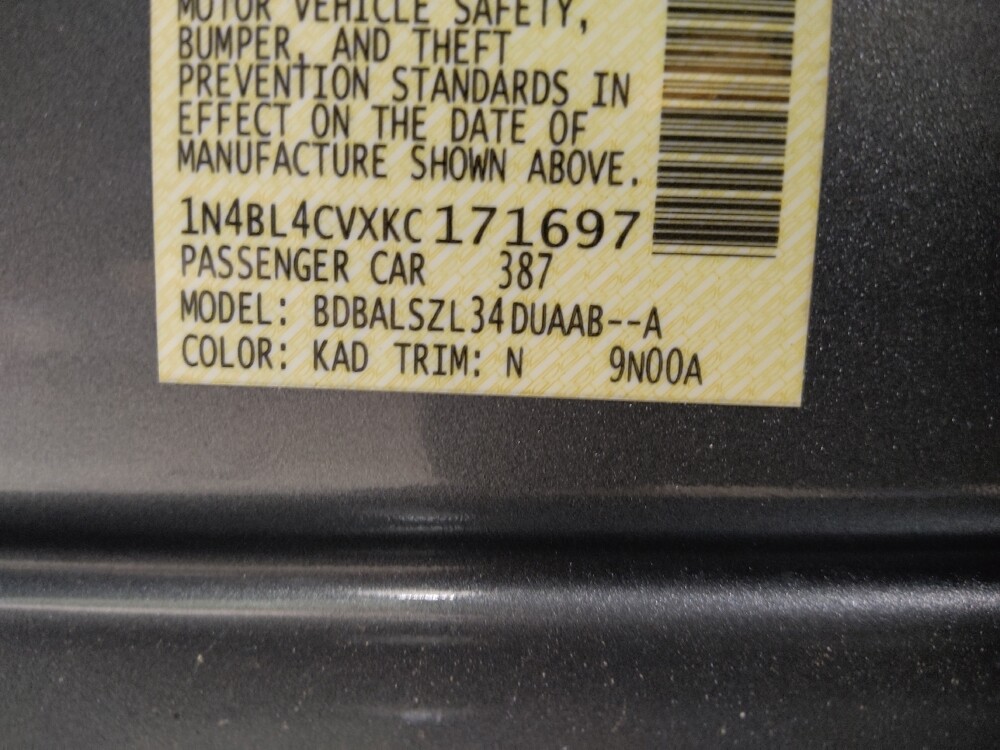 MOTOR VEHICLE SAFETY,
BUMPER, AND THEFT
PREVENTION STANDARDS IN
EFFECT ON THE DATE OF
MANUFACTURE SHOWN ABOVE.
1N4BL4CVXKC171697
PASSENGER CAR 387
MODEL: BDBALSZL34DUAAB--A
COLOR: KAD TRIM: N 9N00A